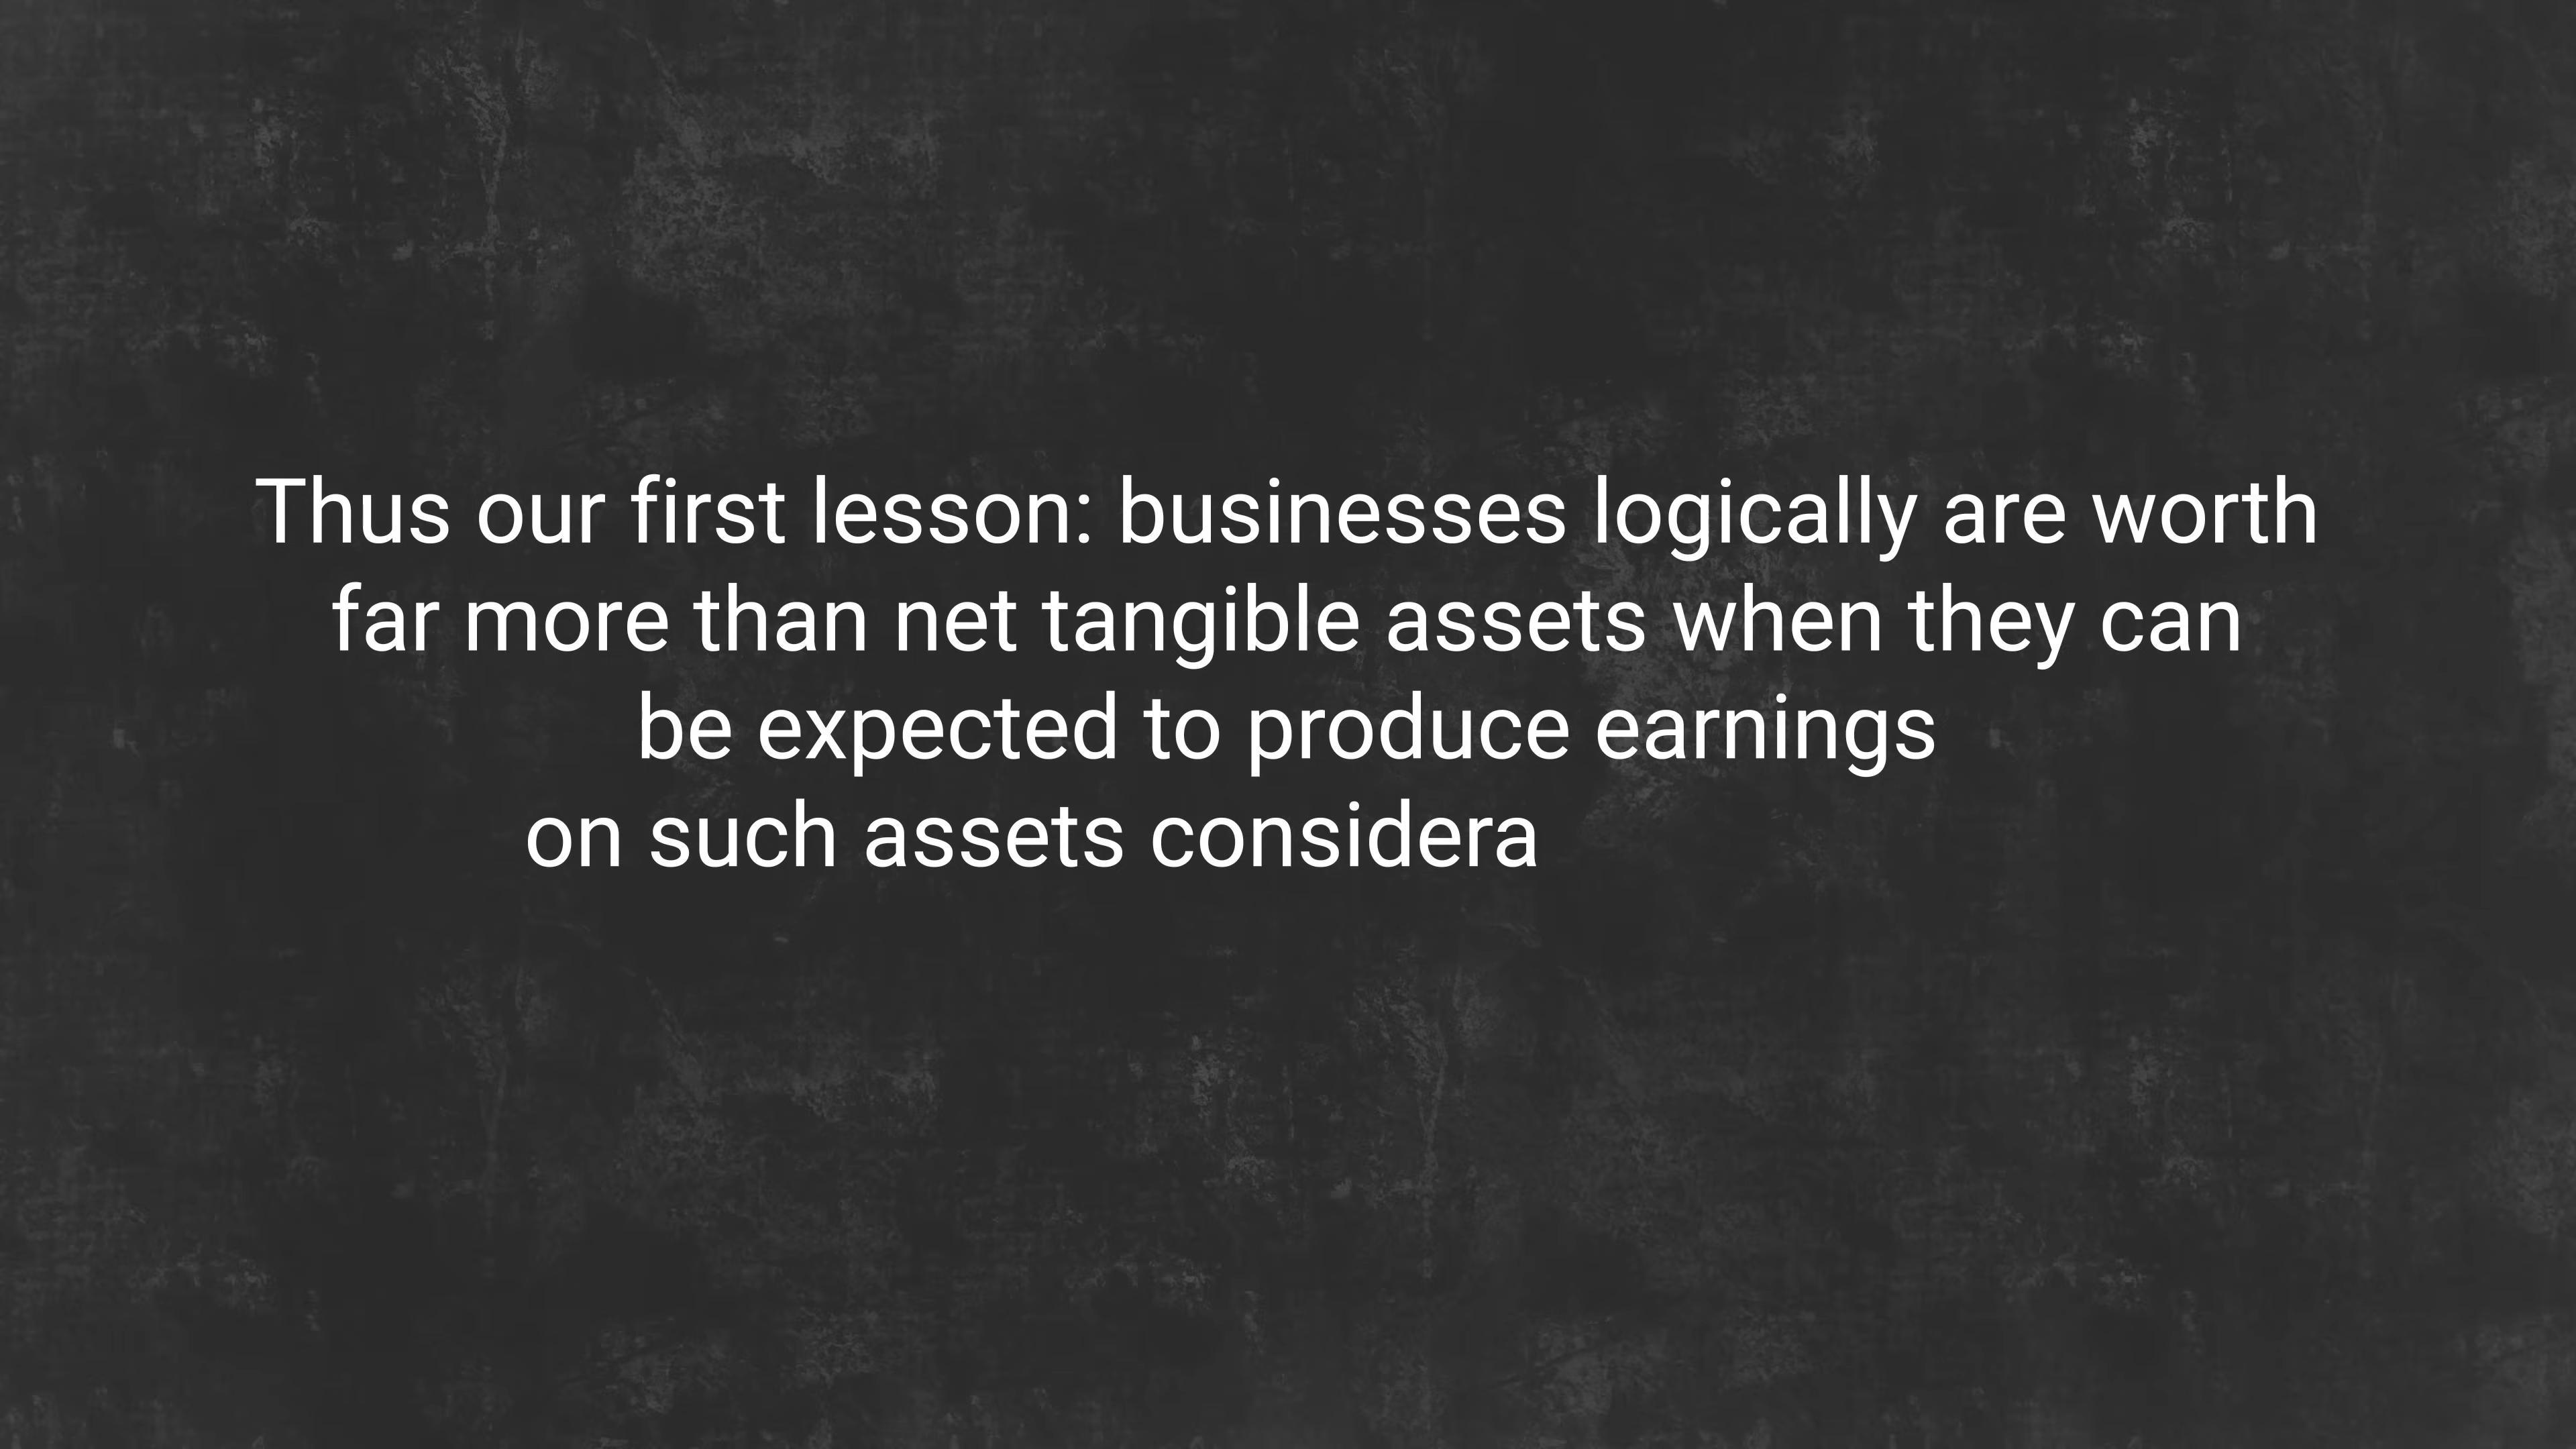 Thus our first lesson: businesses logically are worth
far more than net tangible assets when they can
be expected to produce earnings
on such assets considera